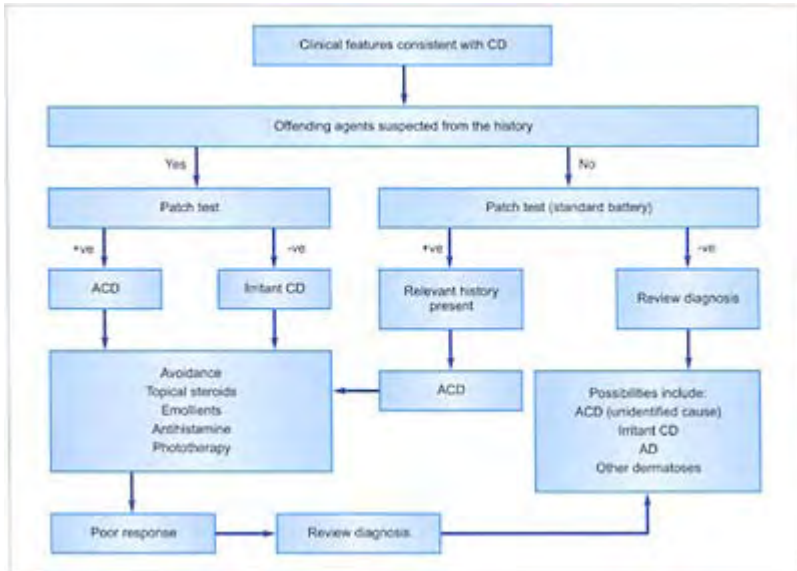 Clinical features consistent with CD
Offending agents suspected from the history
Yes
No
Patch test
Patch test (standard battery)
+ve
-ve
+ve
-ve
ACD
Irritant CD
Relevant history
present
Review diagnosis
Avoidance
Topical steroids
Emollients
Antihistamine
Phototherapy
ACD
Possibilities include:
ACD (unidentified cause)
Irritant CD
AD
Other dermatoses
Poor response
Review diagnosis